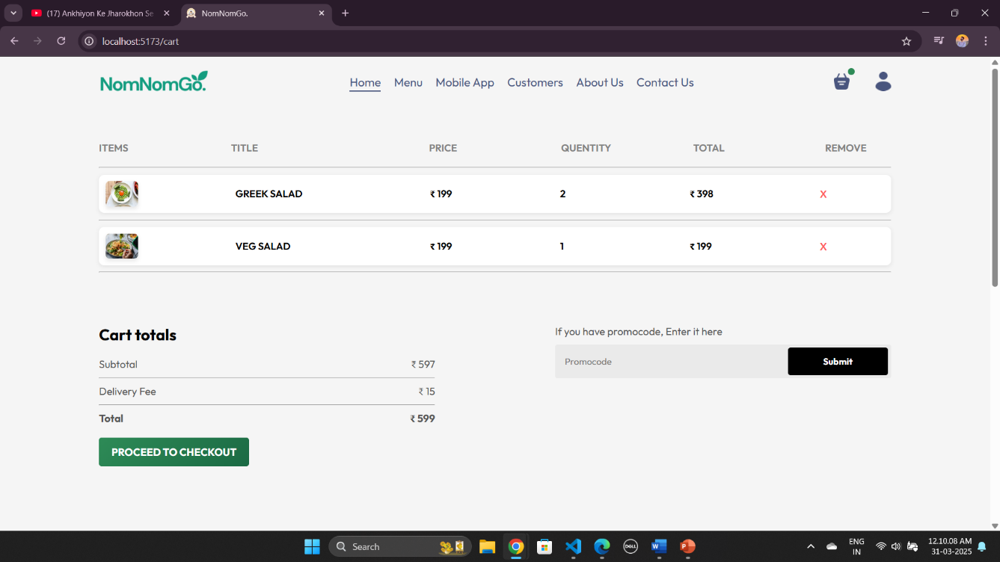 (17) Ankhiyon Ke Jharokhon Se
NomNomGo.
localhost:5173/cart
NomNomGo.
Home Menu Mobile App Customers About Us Contact Us
ITEMS TITLE PRICE QUENTITY TOTAL REMOVE
GREEK SALAD ₹ 199 2 ₹ 398 X
VEG SALAD ₹ 199 1 ₹ 199 X
Cart totals
Subtotal ₹ 597
Delivery Fee ₹ 15
Total ₹ 599
PROCEED TO CHECKOUT
If you have promocode, Enter it here
Promocode Submit
Search
DELL
W
P
ENG
IN
12.10.08 AM
31-03-2025